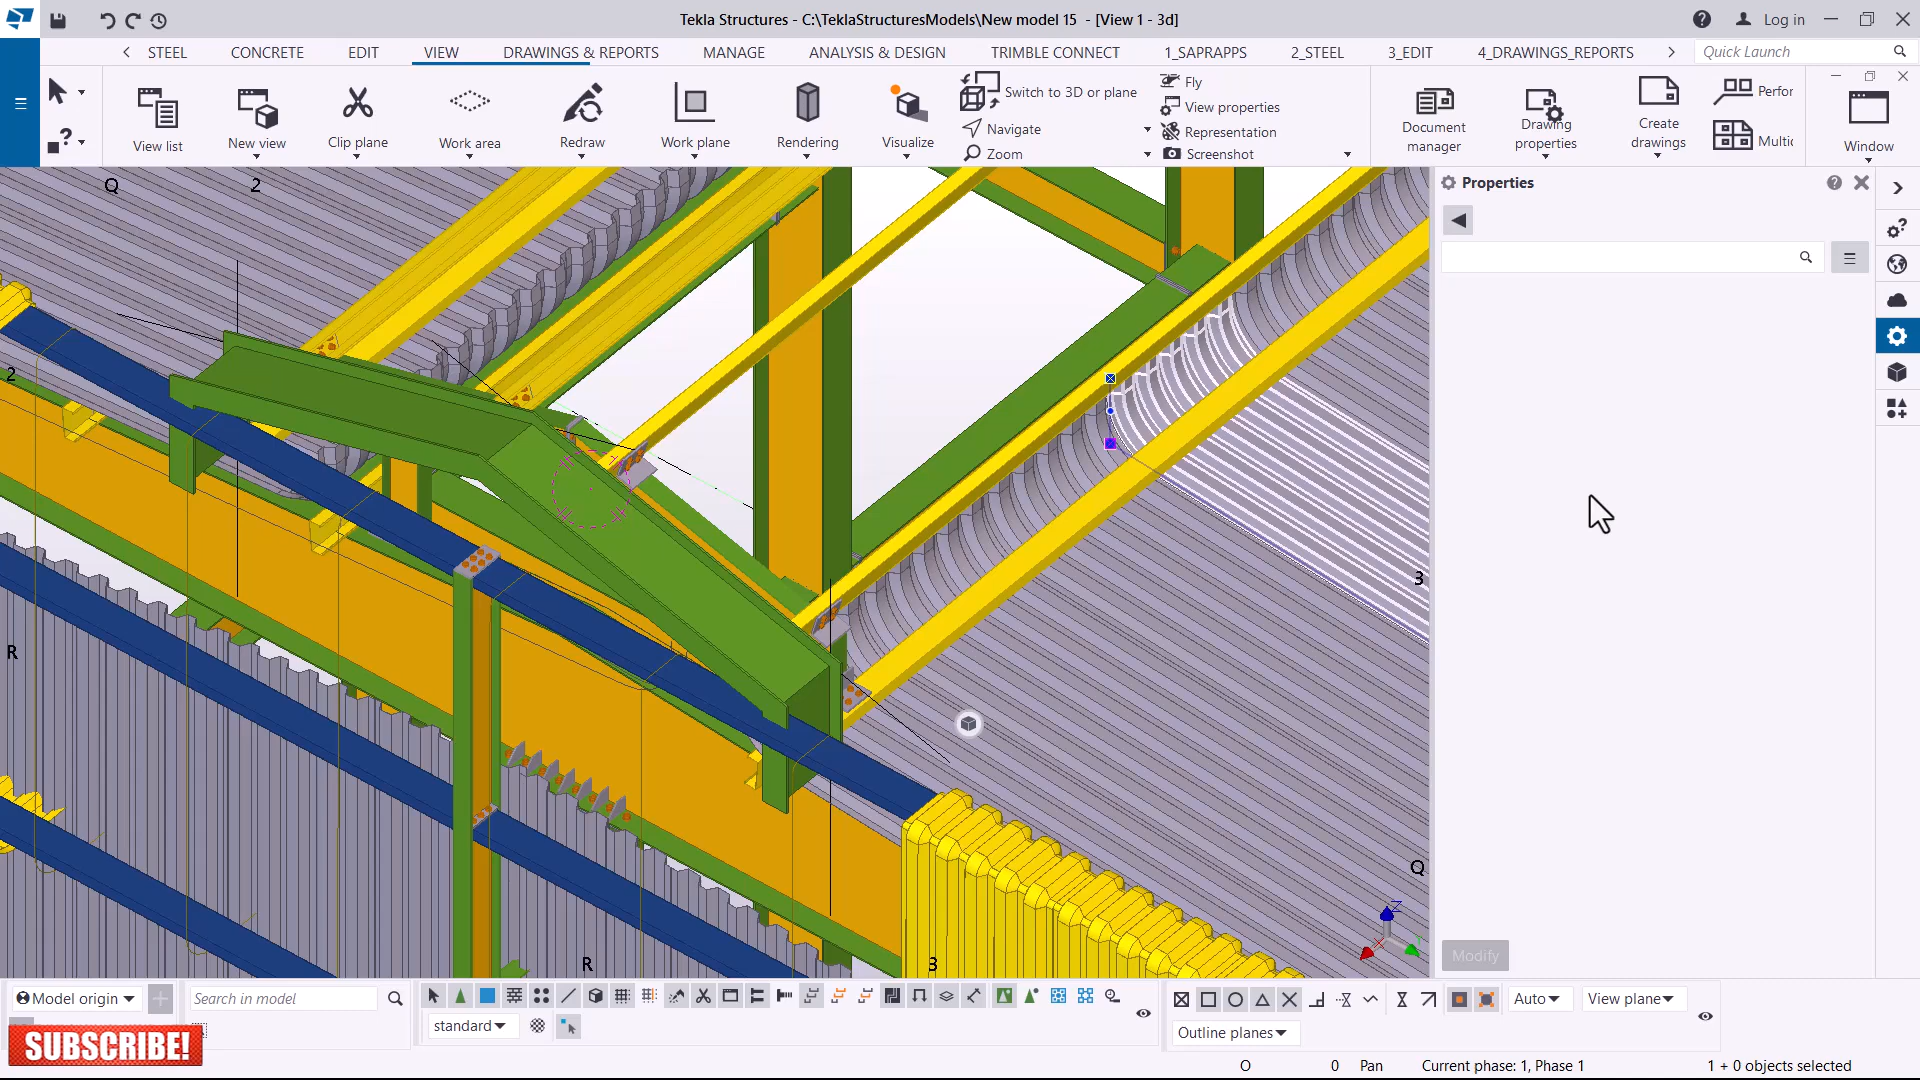 Tekla Structures - C:\TeklaStructuresModels\New model 15 - [View 1 - 3d]
Log in
STEEL
CONCRETE
EDIT
VIEW
DRAWINGS & REPORTS
MANAGE
ANALYSIS & DESIGN
TRIMBLE CONNECT
1_SAPRAPPS
2_STEEL
3_EDIT
4_DRAWINGS_REPORTS
Quick Launch
View list
New view
Clip plane
Work area
Redraw
Work plane
Rendering
Visualize
Switch to 3D or plane
Navigate
Zoom
Fly
View properties
Representation
Screenshot
Document manager
Drawing properties
Create drawings
Perfor
Multic
Window
Properties
Q
2
2
R
3
Q
R
3
Z
Modify
Model origin
Search in model
standard
Auto
View plane
Outline planes
SUBSCRIBE!
O
0
Pan
Current phase: 1, Phase 1
1 + 0 objects selected